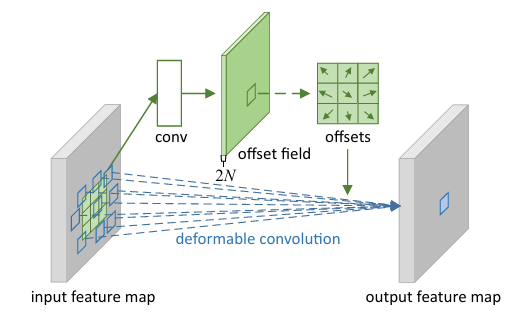 conv
offset field
offsets
2N
deformable convolution
input feature map
output feature map